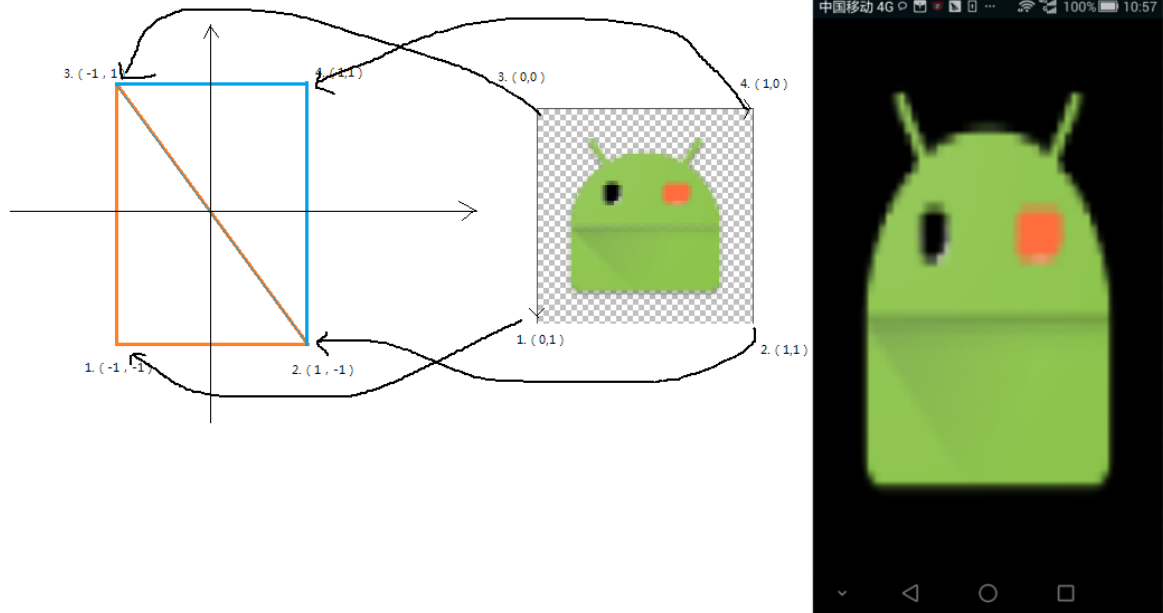 3. ( -1 , 1
4. ( 1,1 )
3. ( 0,0 )
4. ( 1,0 )
1. ( -1 , -1 )
2. ( 1 , -1 )
1. ( 0,1 )
2. ( 1,1 )
中国移动 4G ··· 100% 10:57